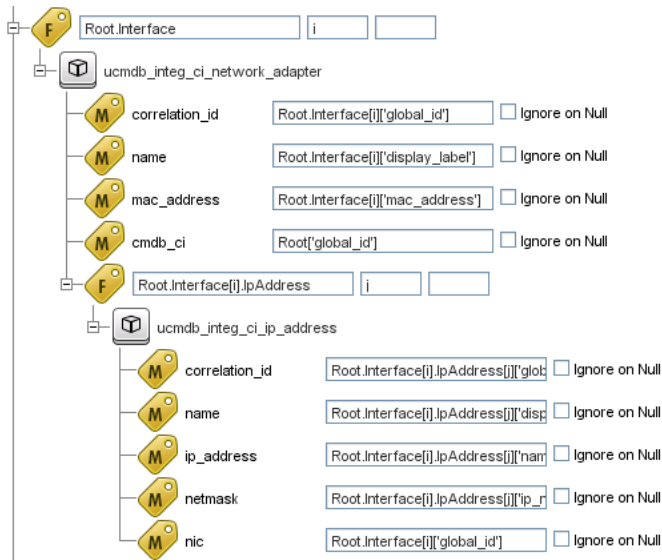 F Root.Interface i
ucmdb_integ_ci_network_adapter
M correlation_id Root.Interface[i]['global_id'] Ignore on Null
M name Root.Interface[i]['display_label'] Ignore on Null
M mac_address Root.Interface[i]['mac_address'] Ignore on Null
M cmdb_ci Root['global_id'] Ignore on Null
F Root.Interface[i].IpAddress j
ucmdb_integ_ci_ip_address
M correlation_id Root.Interface[i].IpAddress[j]['glob Ignore on Null
M name Root.Interface[i].IpAddress[j]['disp Ignore on Null
M ip_address Root.Interface[i].IpAddress[j]['nam Ignore on Null
M netmask Root.Interface[i].IpAddress[j]['ip_n Ignore on Null
M nic Root.Interface[i]['global_id'] Ignore on Null